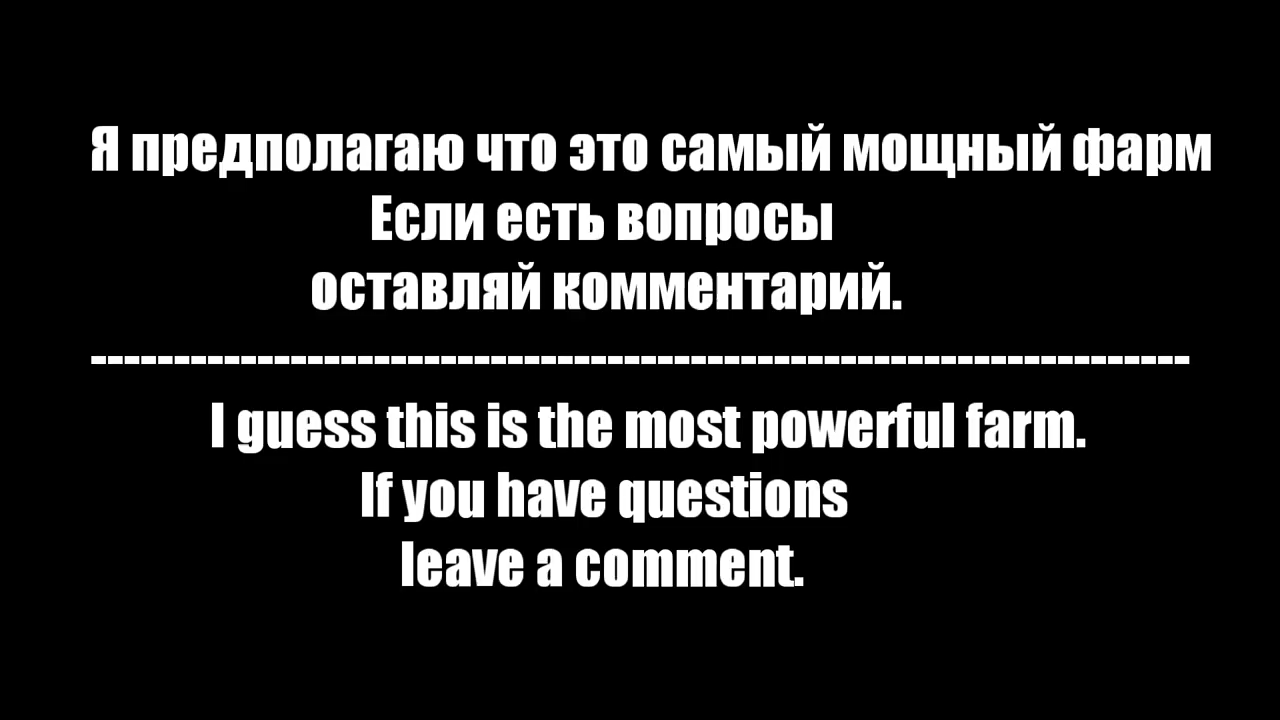 Я предполагаю что это самый мощный фарм
Если есть вопросы
оставляй комментарий.
------------------------------------------------------------------
I guess this is the most powerful farm.
If you have questions
leave a comment.